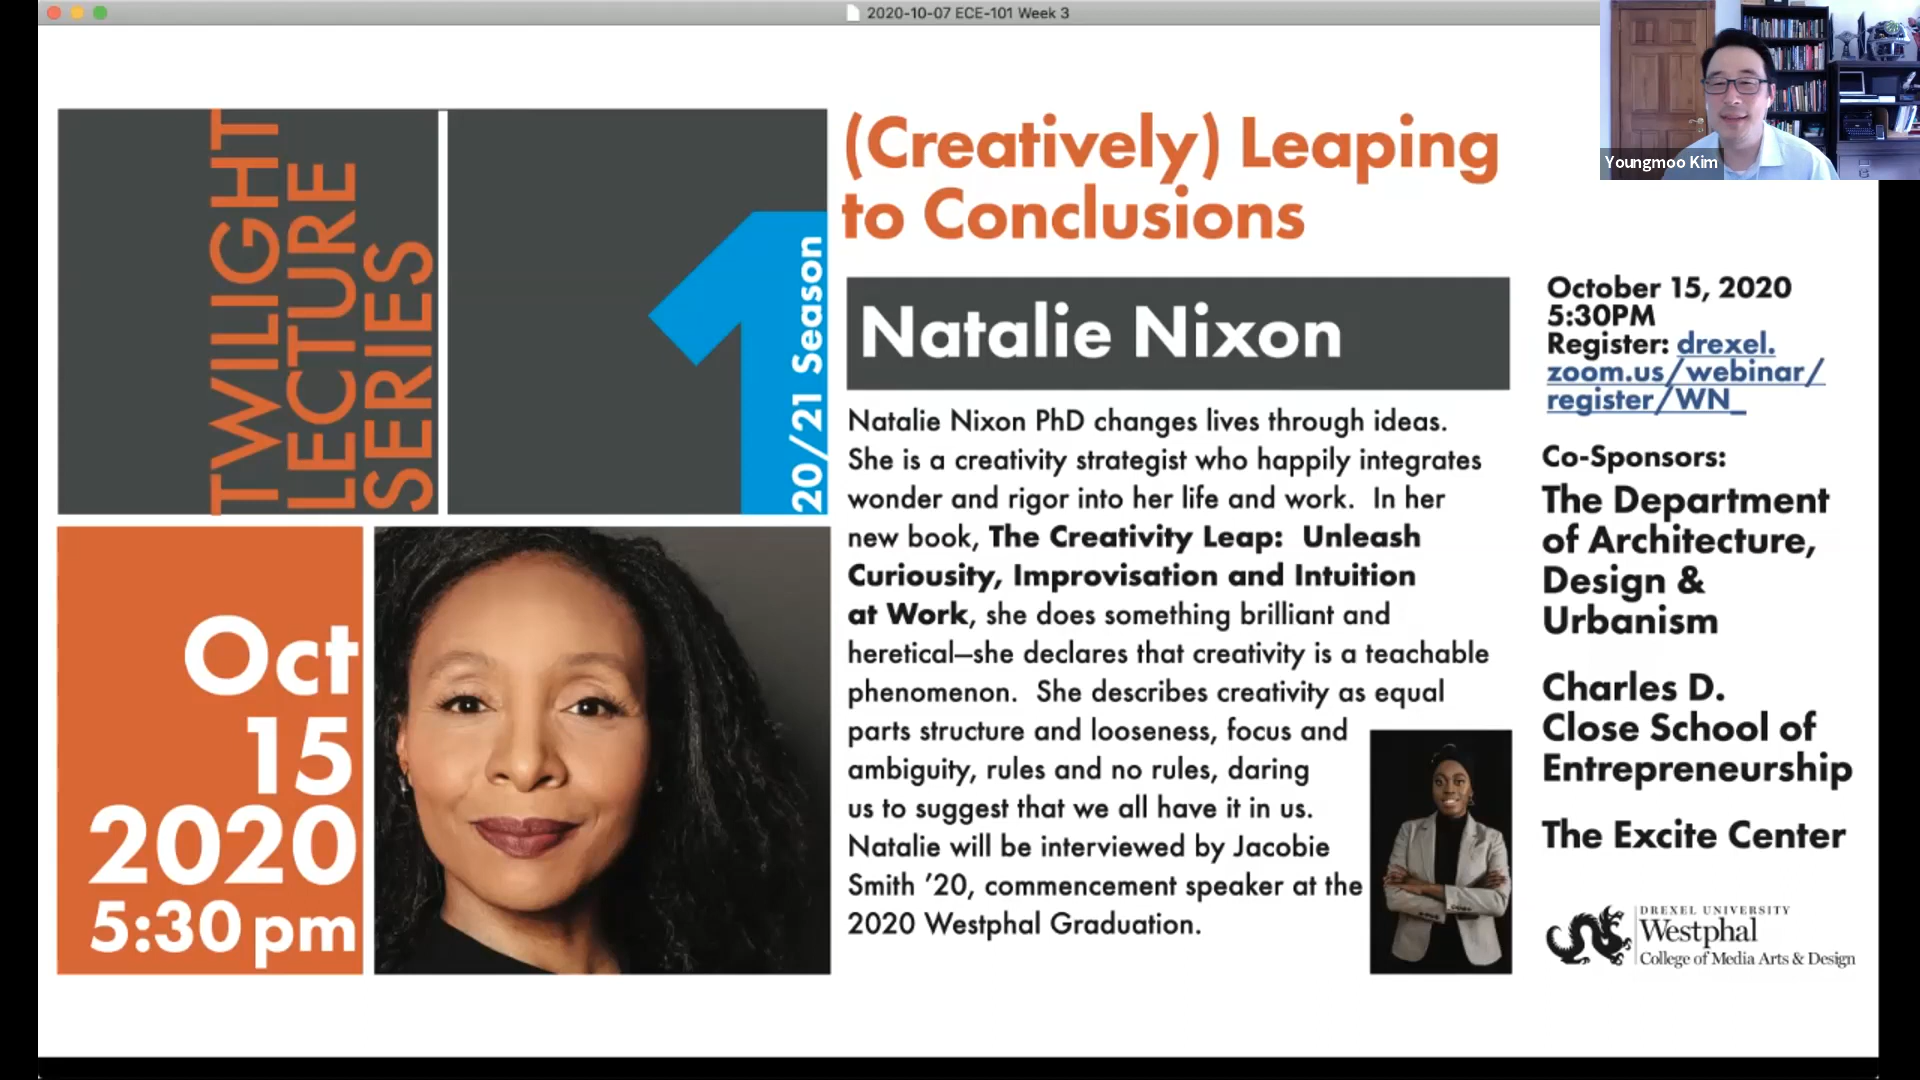 2020-10-07 ECE-101 Week 3
Youngmoo Kim
TWILIGHT
LECTURE
SERIES
20/21 Season
1
Oct
15
2020
5:30 pm
(Creatively) Leaping
to Conclusions
Natalie Nixon
Natalie Nixon PhD changes lives through ideas.
She is a creativity strategist who happily integrates
wonder and rigor into her life and work. In her
new book, The Creativity Leap: Unleash
Curiousity, Improvisation and Intuition
at Work, she does something brilliant and
heretical—she declares that creativity is a teachable
phenomenon. She describes creativity as equal
parts structure and looseness, focus and
ambiguity, rules and no rules, daring
us to suggest that we all have it in us.
Natalie will be interviewed by Jacobie
Smith ’20, commencement speaker at the
2020 Westphal Graduation.
October 15, 2020
5:30PM
Register: drexel.
zoom.us/webinar/
register/WN_
Co-Sponsors:
The Department
of Architecture,
Design &
Urbanism
Charles D.
Close School of
Entrepreneurship
The Excite Center
DREXEL UNIVERSITY
Westphal
College of Media Arts & Design